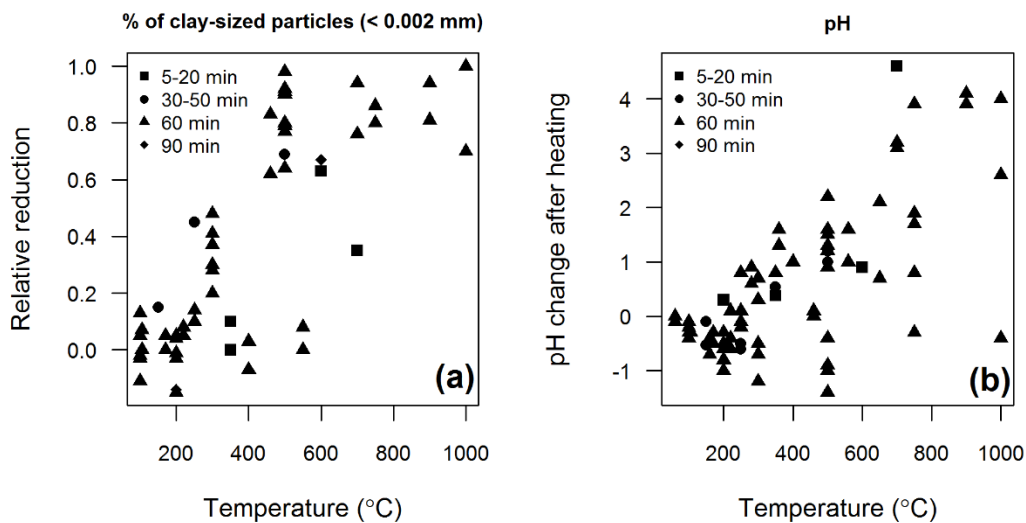 % of clay-sized particles (< 0.002 mm)
Relative reduction
1.0
0.8
0.6
0.4
0.2
0.0
5-20 min
30-50 min
60 min
90 min
(a)
200 400 600 800 1000
Temperature (°C)
pH
pH change after heating
4
3
2
1
0
-1
5-20 min
30-50 min
60 min
90 min
(b)
200 400 600 800 1000
Temperature (°C)